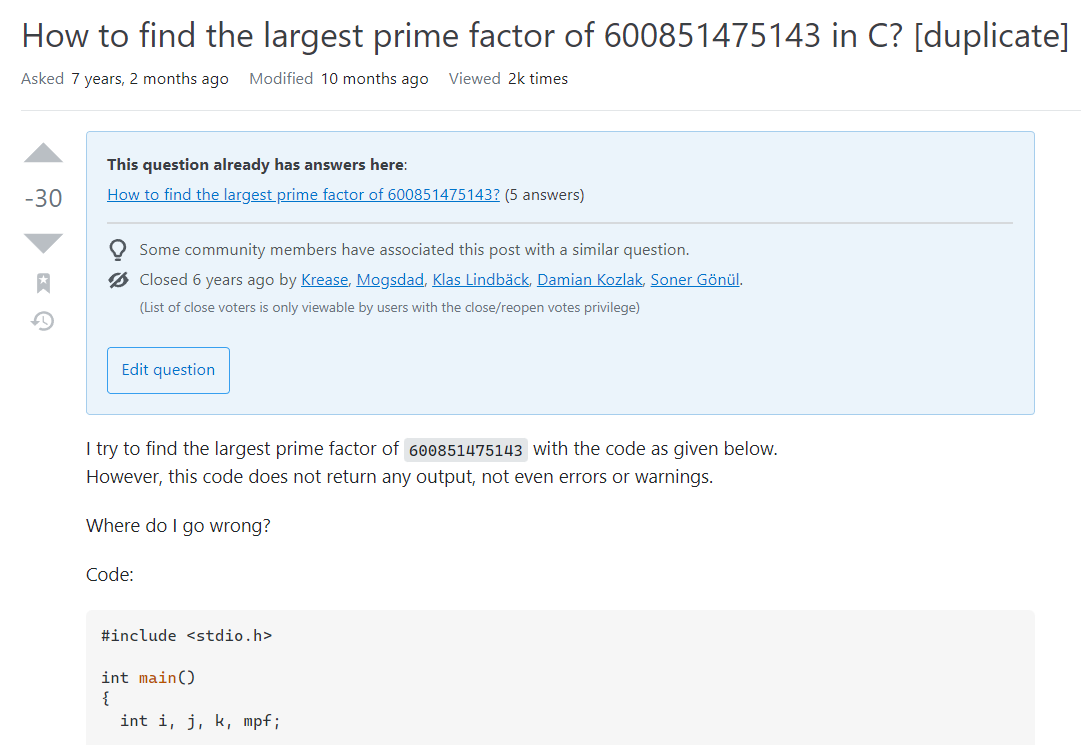 How to find the largest prime factor of 600851475143 in C? [duplicate]
Asked 7 years, 2 months ago Modified 10 months ago Viewed 2k times
-30
This question already has answers here:
How to find the largest prime factor of 600851475143? (5 answers)
Some community members have associated this post with a similar question.
Closed 6 years ago by Krease, Mogsdad, Klas Lindbäck, Damian Kozlak, Soner Gönül.
(List of close voters is only viewable by users with the close/reopen votes privilege)
Edit question
I try to find the largest prime factor of 600851475143 with the code as given below.
However, this code does not return any output, not even errors or warnings.
Where do I go wrong?
Code:
#include <stdio.h>
int main()
{
int i, j, k, mpf;